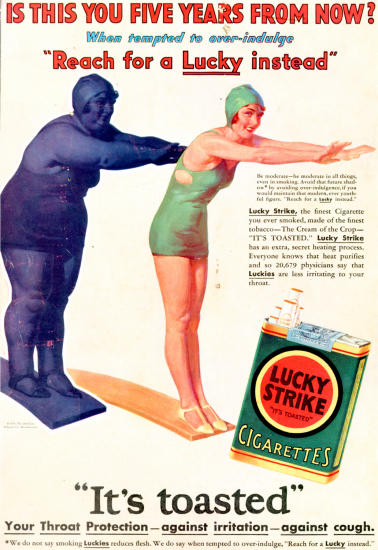 IS THIS YOU FIVE YEARS FROM NOW?
When tempted to over-indulge
"Reach for a Lucky instead"
Be moderate—be moderate in all things,
even in smoking. Avoid that future shad-
ow* by avoiding over-indulgence, if you
would maintain that modern, ever youth-
ful figure. "Reach for a Lucky instead."
Lucky Strike, the finest Cigarette
you ever smoked, made of the finest
tobacco—The Cream of the Crop—
"IT'S TOASTED." Lucky Strike
has an extra, secret heating process.
Everyone knows that heat purifies
and so 20,679 physicians say that
Luckies are less irritating to your
throat.
LUCKY
STRIKE
"IT'S TOASTED"
CIGARETTES
"It's toasted"
Your Throat Protection—against irritation—against cough.
*We do not say smoking Luckies reduces flesh. We do say when tempted to over-indulge, "Reach for a Lucky instead."